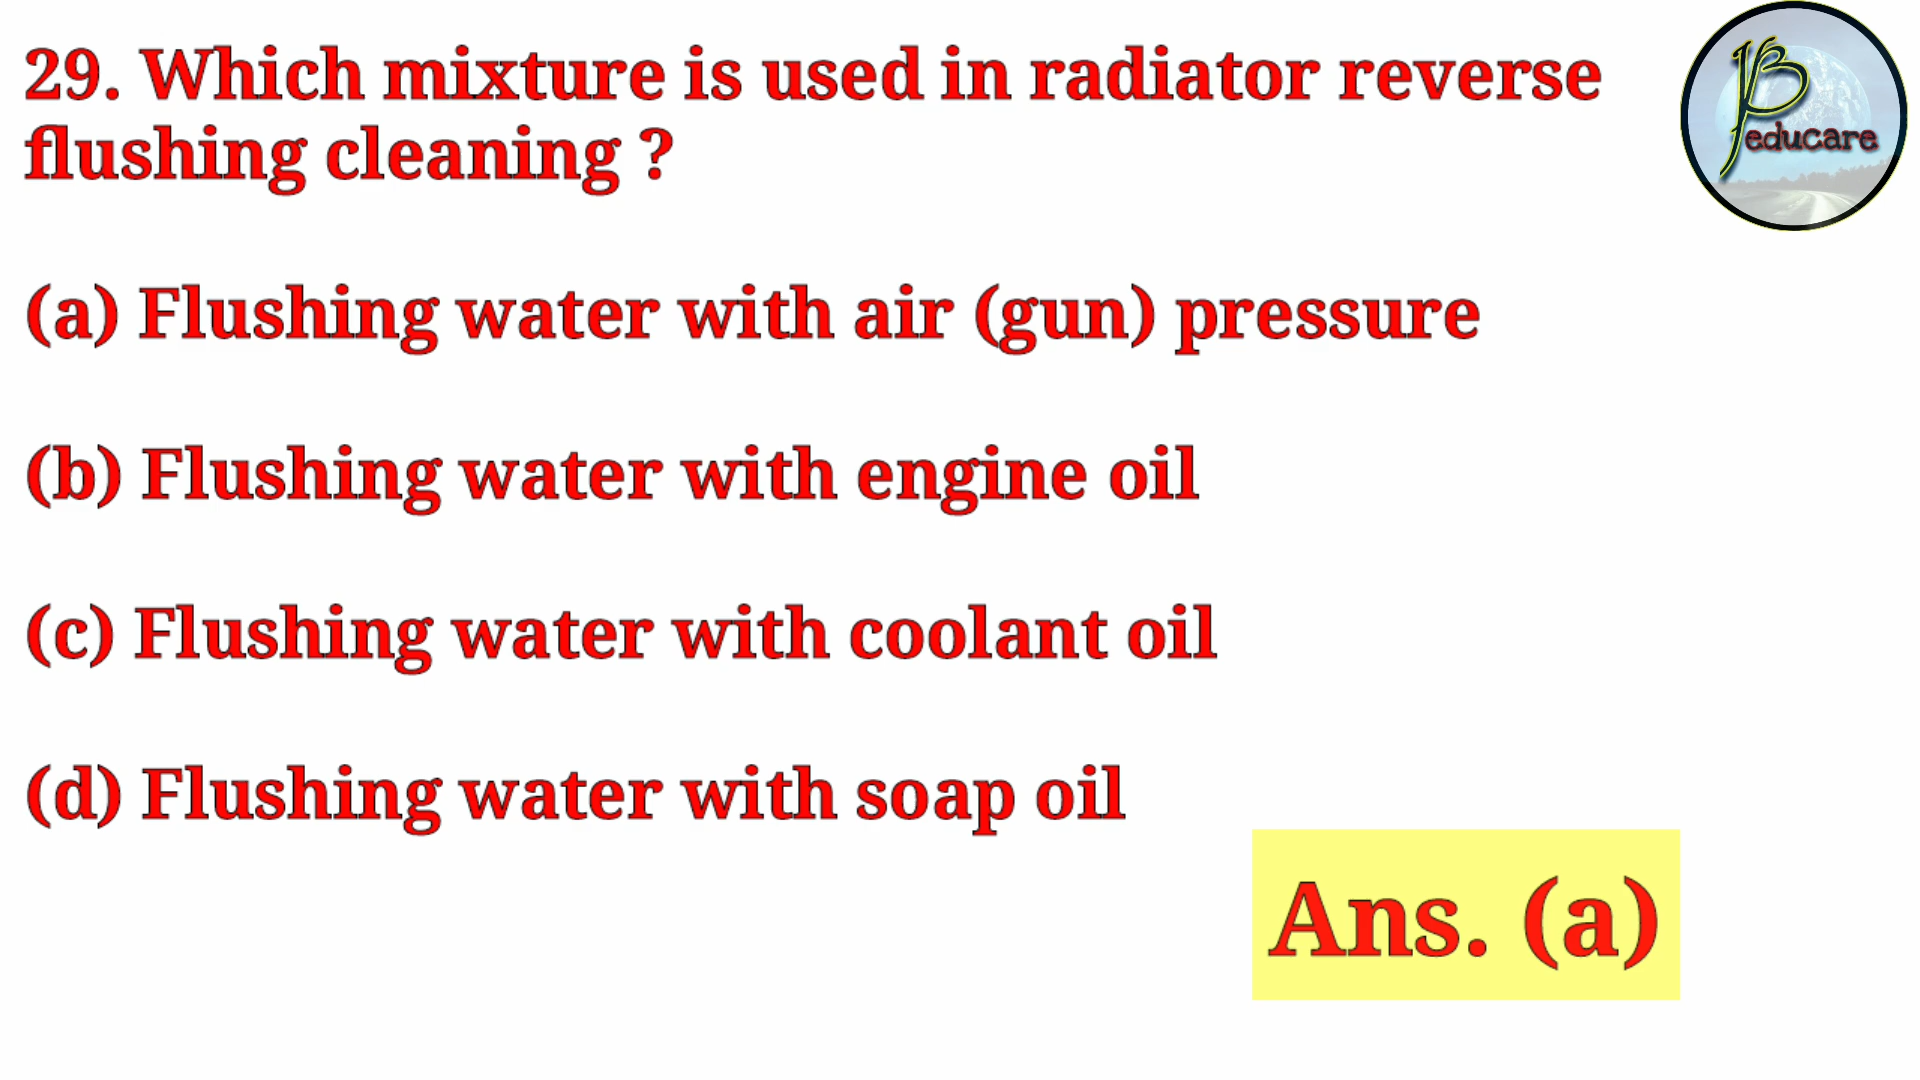 29. Which mixture is used in radiator reverse
flushing cleaning ?
(a) Flushing water with air (gun) pressure
(b) Flushing water with engine oil
(c) Flushing water with coolant oil
(d) Flushing water with soap oil
Ans. (a)
educare